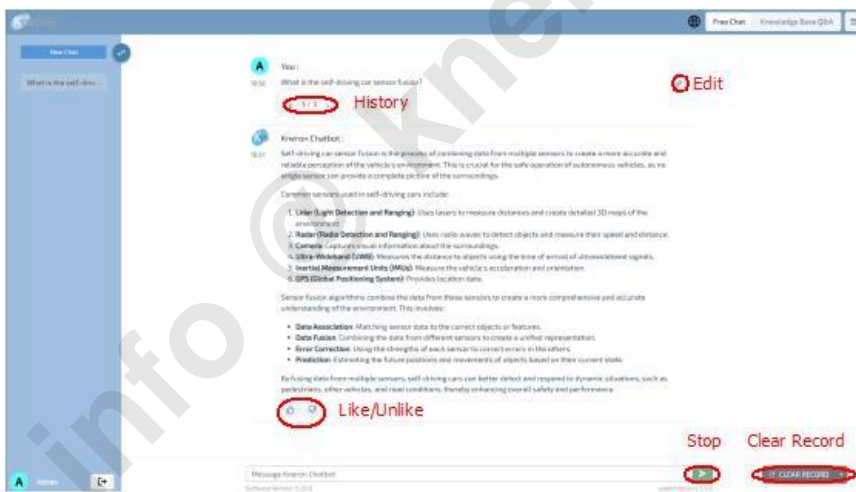 Free Chat Knowledge Base Q&A
New Chat
A You:
What is the self-driving car sensor fusion?
Edit
What is the self-driv...
History
Kneron Chatbot:
Self-driving car sensor fusion is the process of combining data from multiple sensors to create a more accurate and
reliable perception of the vehicle's environment. This is crucial for the safe operation of autonomous vehicles, as no
single sensor can provide a complete picture of the surroundings.
Common sensors used in self-driving cars include:
1. Lidar (Light Detection and Ranging): Uses lasers to measure distances and create detailed 3D maps of the
environment.
2. Radar (Radio Detection and Ranging): Uses radio waves to detect objects and measure their speed and distance.
3. Camera: Captures visual information about the surroundings.
4. Ultra-Wideband (UWB): Measures the distance to objects using the time of arrival of ultrawideband signals.
5. Inertial Measurement Units (IMUs): Measure the vehicle's acceleration and orientation.
6. GPS (Global Positioning System): Provides location data.
Sensor fusion algorithms combine the data from these sensors to create a more comprehensive and accurate
understanding of the environment. This involves:
• Data Association: Matching sensor data to the correct objects or features.
• Data Fusion: Combining the data from different sensors to create a unified representation.
• Error Correction: Using the strengths of each sensor to correct errors in the others.
• Prediction: Estimating the future positions and movements of objects based on their current state.
By fusing data from multiple sensors, self-driving cars can better detect and respond to dynamic situations, such as
pedestrians, other vehicles, and road conditions, thereby enhancing overall safety and performance.
Like/Unlike
Stop Clear Record
Message Kneron Chatbot
CLEAR RECORD
A
info @ kne